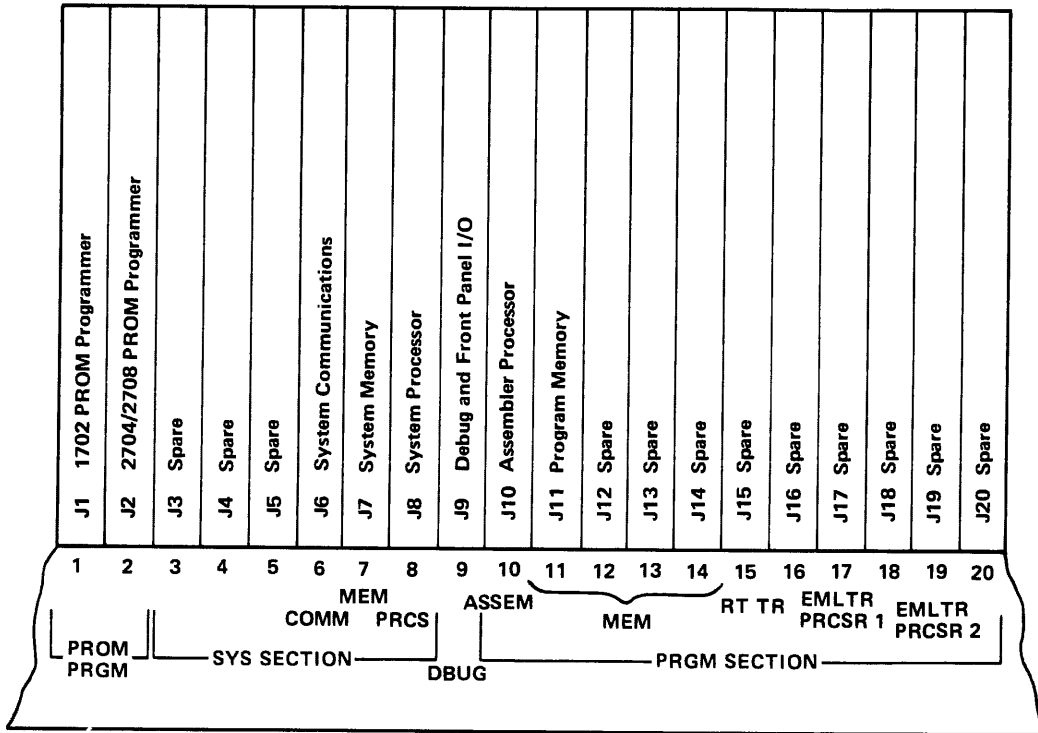 J1 1702 PROM Programmer
J2 2704/2708 PROM Programmer
J3 Spare
J4 Spare
J5 Spare
J6 System Communications
J7 System Memory
J8 System Processor
J9 Debug and Front Panel I/O
J10 Assembler Processor
J11 Program Memory
J12 Spare
J13 Spare
J14 Spare
J15 Spare
J16 Spare
J17 Spare
J18 Spare
J19 Spare
J20 Spare
1 2 3 4 5 6 7 8 9 10 11 12 13 14 15 16 17 18 19 20
MEM
COMM PRCS
ASSEM
MEM
RT TR
EMLTR
PRCSR 1
EMLTR
PRCSR 2
PROM
PRGM
SYS SECTION
DBUG
PRGM SECTION